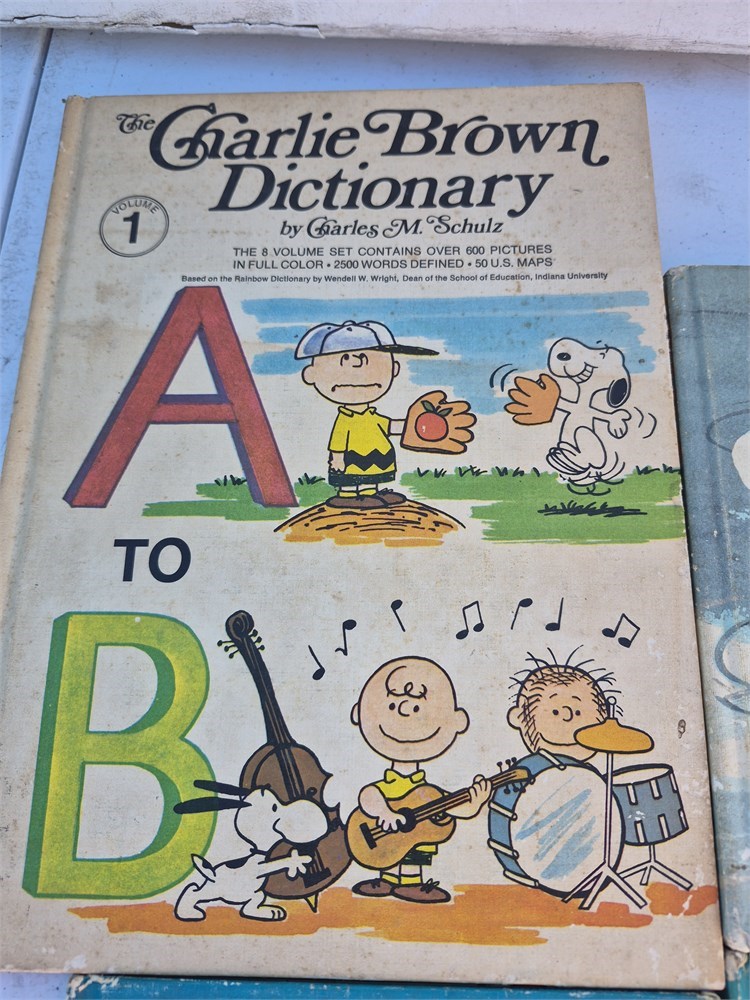 The Charlie Brown
Dictionary
by Charles M. Schulz
VOLUME
1
THE 8 VOLUME SET CONTAINS OVER 600 PICTURES
IN FULL COLOR • 2500 WORDS DEFINED • 50 U.S. MAPS
Based on the Rainbow Dictionary by Wendell W. Wright, Dean of the School of Education, Indiana University
A
TO
B